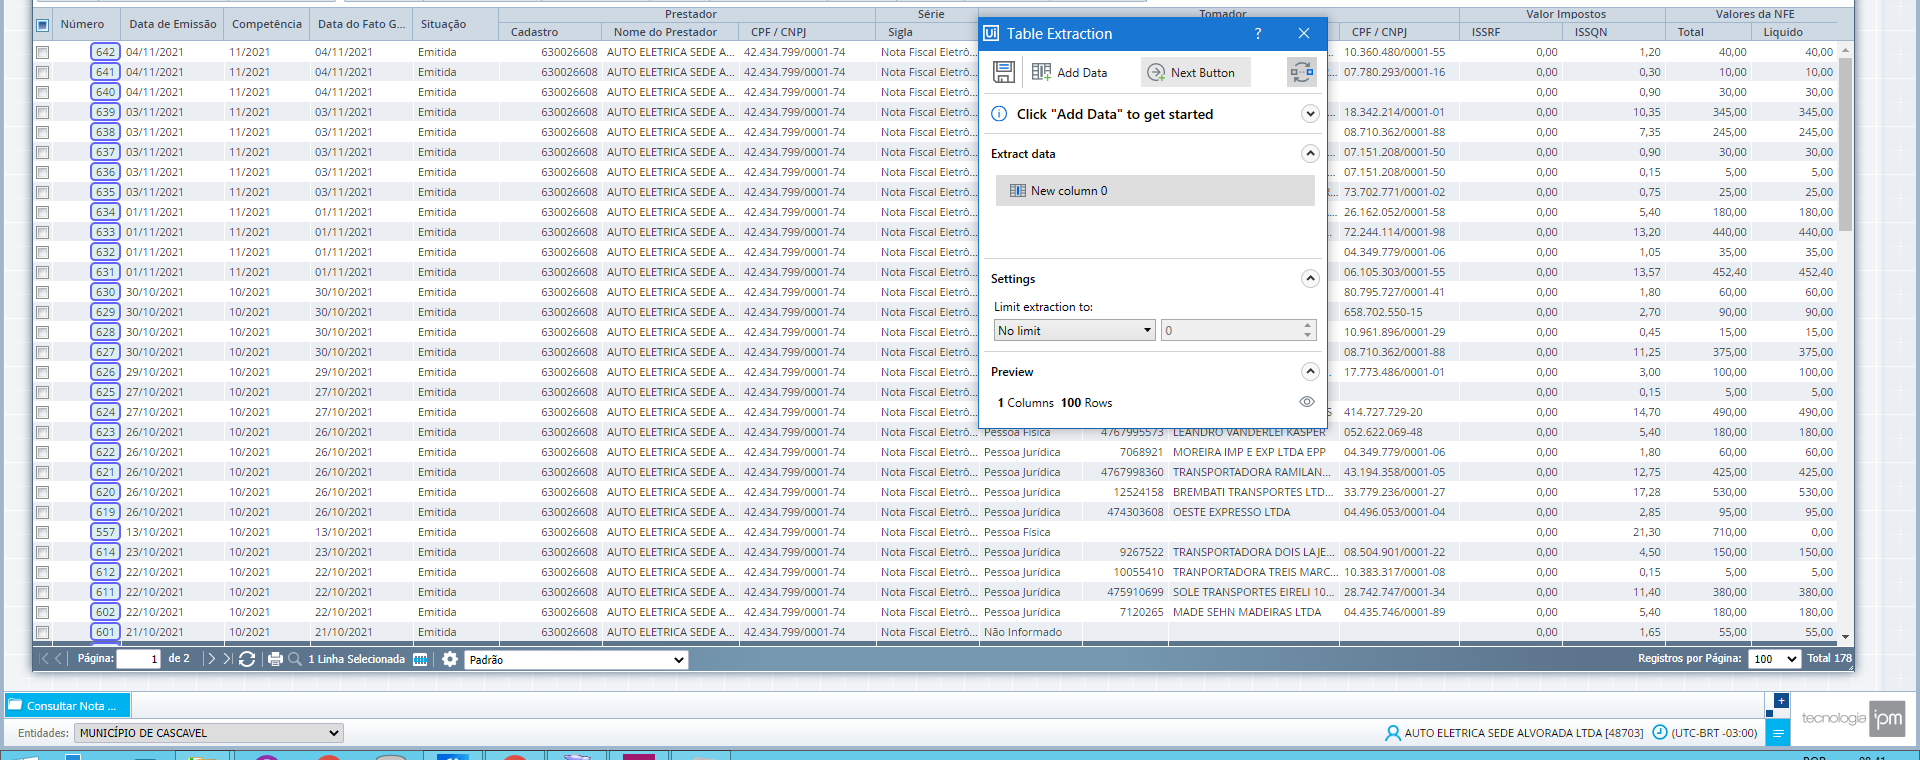 Prestador Série Tomador Valor Impostos Valores da NFE
Número Data de Emissão Competência Data do Fato G... Situação Cadastro Nome do Prestador CPF / CNPJ Sigla CPF / CNPJ ISSRF ISSQN Total Liquido
642 04/11/2021 11/2021 04/11/2021 Emitida 630026608 AUTO ELETRICA SEDE A... 42.434.799/0001-74 Nota Fiscal Eletrô... 10.360.480/0001-55 0,00 1,20 40,00 40,00
641 04/11/2021 11/2021 04/11/2021 Emitida 630026608 AUTO ELETRICA SEDE A... 42.434.799/0001-74 Nota Fiscal Eletrô... 07.780.293/0001-16 0,00 0,30 10,00 10,00
640 04/11/2021 11/2021 04/11/2021 Emitida 630026608 AUTO ELETRICA SEDE A... 42.434.799/0001-74 Nota Fiscal Eletrô... 0,00 0,90 30,00 30,00
639 03/11/2021 11/2021 03/11/2021 Emitida 630026608 AUTO ELETRICA SEDE A... 42.434.799/0001-74 Nota Fiscal Eletrô... 18.342.214/0001-01 0,00 10,35 345,00 345,00
638 03/11/2021 11/2021 03/11/2021 Emitida 630026608 AUTO ELETRICA SEDE A... 42.434.799/0001-74 Nota Fiscal Eletrô... 08.710.362/0001-88 0,00 7,35 245,00 245,00
637 03/11/2021 11/2021 03/11/2021 Emitida 630026608 AUTO ELETRICA SEDE A... 42.434.799/0001-74 Nota Fiscal Eletrô... 07.151.208/0001-50 0,00 0,90 30,00 30,00
636 03/11/2021 11/2021 03/11/2021 Emitida 630026608 AUTO ELETRICA SEDE A... 42.434.799/0001-74 Nota Fiscal Eletrô... 07.151.208/0001-50 0,00 0,15 5,00 5,00
635 03/11/2021 11/2021 03/11/2021 Emitida 630026608 AUTO ELETRICA SEDE A... 42.434.799/0001-74 Nota Fiscal Eletrô... 73.702.771/0001-02 0,00 0,75 25,00 25,00
634 01/11/2021 11/2021 01/11/2021 Emitida 630026608 AUTO ELETRICA SEDE A... 42.434.799/0001-74 Nota Fiscal Eletrô... 26.162.052/0001-58 0,00 5,40 180,00 180,00
633 01/11/2021 11/2021 01/11/2021 Emitida 630026608 AUTO ELETRICA SEDE A... 42.434.799/0001-74 Nota Fiscal Eletrô... 72.244.114/0001-98 0,00 13,20 440,00 440,00
632 01/11/2021 11/2021 01/11/2021 Emitida 630026608 AUTO ELETRICA SEDE A... 42.434.799/0001-74 Nota Fiscal Eletrô... 04.349.779/0001-06 0,00 1,05 35,00 35,00
631 01/11/2021 11/2021 01/11/2021 Emitida 630026608 AUTO ELETRICA SEDE A... 42.434.799/0001-74 Nota Fiscal Eletrô... 06.105.303/0001-55 0,00 13,57 452,40 452,40
630 30/10/2021 10/2021 30/10/2021 Emitida 630026608 AUTO ELETRICA SEDE A... 42.434.799/0001-74 Nota Fiscal Eletrô... 80.795.727/0001-41 0,00 1,80 60,00 60,00
629 30/10/2021 10/2021 30/10/2021 Emitida 630026608 AUTO ELETRICA SEDE A... 42.434.799/0001-74 Nota Fiscal Eletrô... 658.702.550-15 0,00 2,70 90,00 90,00
628 30/10/2021 10/2021 30/10/2021 Emitida 630026608 AUTO ELETRICA SEDE A... 42.434.799/0001-74 Nota Fiscal Eletrô... 10.961.896/0001-29 0,00 0,45 15,00 15,00
627 30/10/2021 10/2021 30/10/2021 Emitida 630026608 AUTO ELETRICA SEDE A... 42.434.799/0001-74 Nota Fiscal Eletrô... 08.710.362/0001-88 0,00 11,25 375,00 375,00
626 29/10/2021 10/2021 29/10/2021 Emitida 630026608 AUTO ELETRICA SEDE A... 42.434.799/0001-74 Nota Fiscal Eletrô... 17.773.486/0001-01 0,00 3,00 100,00 100,00
625 27/10/2021 10/2021 27/10/2021 Emitida 630026608 AUTO ELETRICA SEDE A... 42.434.799/0001-74 Nota Fiscal Eletrô... 0,00 0,15 5,00 5,00
624 27/10/2021 10/2021 27/10/2021 Emitida 630026608 AUTO ELETRICA SEDE A... 42.434.799/0001-74 Nota Fiscal Eletrô... S 414.727.729-20 0,00 14,70 490,00 490,00
623 26/10/2021 10/2021 26/10/2021 Emitida 630026608 AUTO ELETRICA SEDE A... 42.434.799/0001-74 Nota Fiscal Eletrô... Pessoa Física 4767995573 LEANDRO VANDERLEI KASPER 052.622.069-48 0,00 5,40 180,00 180,00
622 26/10/2021 10/2021 26/10/2021 Emitida 630026608 AUTO ELETRICA SEDE A... 42.434.799/0001-74 Nota Fiscal Eletrô... Pessoa Jurídica 7068921 MOREIRA IMP E EXP LTDA EPP 04.349.779/0001-06 0,00 1,80 60,00 60,00
621 26/10/2021 10/2021 26/10/2021 Emitida 630026608 AUTO ELETRICA SEDE A... 42.434.799/0001-74 Nota Fiscal Eletrô... Pessoa Jurídica 4767998360 TRANSPORTADORA RAMILAN... 43.194.358/0001-05 0,00 12,75 425,00 425,00
620 26/10/2021 10/2021 26/10/2021 Emitida 630026608 AUTO ELETRICA SEDE A... 42.434.799/0001-74 Nota Fiscal Eletrô... Pessoa Jurídica 12524158 BREMBATI TRANSPORTES LTD... 33.779.236/0001-27 0,00 17,28 530,00 530,00
619 26/10/2021 10/2021 26/10/2021 Emitida 630026608 AUTO ELETRICA SEDE A... 42.434.799/0001-74 Nota Fiscal Eletrô... Pessoa Jurídica 474303608 OESTE EXPRESSO LTDA 04.496.053/0001-04 0,00 2,85 95,00 95,00
557 13/10/2021 10/2021 13/10/2021 Emitida 630026608 AUTO ELETRICA SEDE A... 42.434.799/0001-74 Nota Fiscal Eletrô... Pessoa Física 0,00 21,30 710,00 0,00
614 23/10/2021 10/2021 23/10/2021 Emitida 630026608 AUTO ELETRICA SEDE A... 42.434.799/0001-74 Nota Fiscal Eletrô... Pessoa Jurídica 9267522 TRANSPORTADORA DOIS LAJE... 08.504.901/0001-22 0,00 4,50 150,00 150,00
612 22/10/2021 10/2021 22/10/2021 Emitida 630026608 AUTO ELETRICA SEDE A... 42.434.799/0001-74 Nota Fiscal Eletrô... Pessoa Jurídica 10055410 TRANPORTADORA TREIS MARC... 10.383.317/0001-08 0,00 0,15 5,00 5,00
611 22/10/2021 10/2021 22/10/2021 Emitida 630026608 AUTO ELETRICA SEDE A... 42.434.799/0001-74 Nota Fiscal Eletrô... Pessoa Jurídica 475910699 SOLE TRANSPORTES EIRELI 10... 28.742.747/0001-34 0,00 11,40 380,00 380,00
602 22/10/2021 10/2021 22/10/2021 Emitida 630026608 AUTO ELETRICA SEDE A... 42.434.799/0001-74 Nota Fiscal Eletrô... Pessoa Jurídica 7120265 MADE SEHN MADEIRAS LTDA 04.435.746/0001-89 0,00 5,40 180,00 180,00
601 21/10/2021 10/2021 21/10/2021 Emitida 630026608 AUTO ELETRICA SEDE A... 42.434.799/0001-74 Nota Fiscal Eletrô... Não Informado 0,00 1,65 55,00 55,00
Ui Table Extraction ?
Add Data Next Button
Click "Add Data" to get started
Extract data
New column 0
Settings
Limit extraction to:
No limit 0
Preview
1 Columns 100 Rows
Página: 1 de 2 1 Linha Selecionada Padrão Registros por Página: 100 Total 178
Consultar Nota ...
Entidades: MUNICÍPIO DE CASCAVEL AUTO ELETRICA SEDE ALVORADA LTDA [48703] (UTC-BRT -03:00)
tecnologia ipm